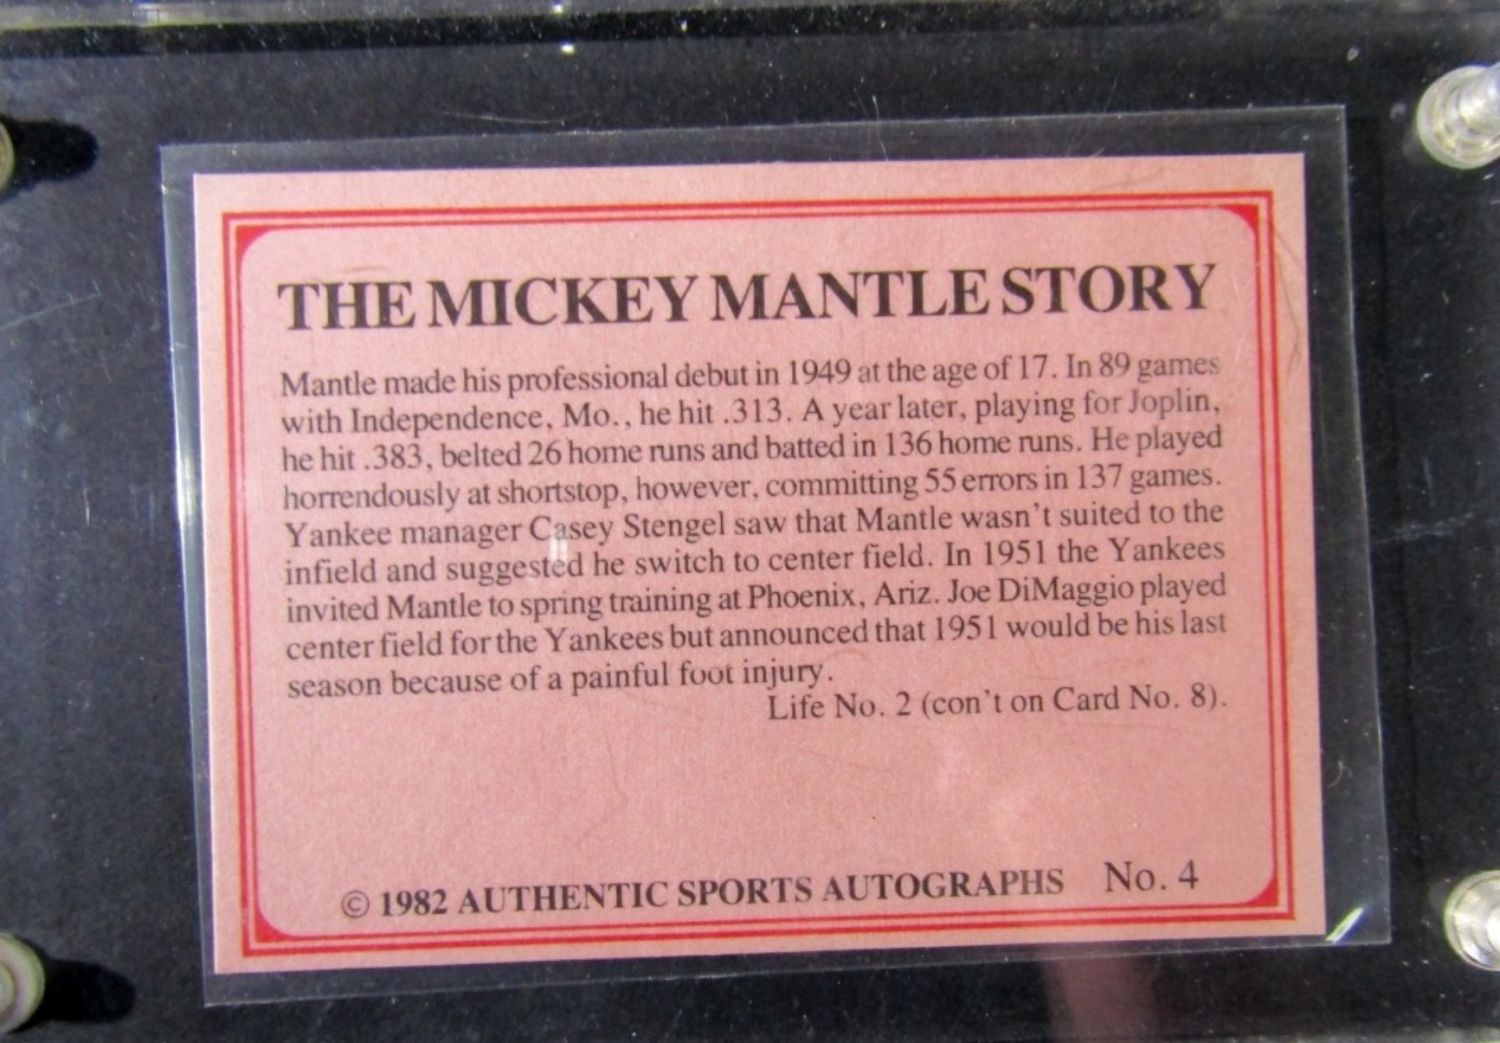 THE MICKEY MANTLE STORY
Mantle made his professional debut in 1949 at the age of 17. In 89 games
with Independence, Mo., he hit .313. A year later, playing for Joplin,
he hit .383, belted 26 home runs and batted in 136 home runs. He played
horrendously at shortstop, however, committing 55 errors in 137 games.
Yankee manager Casey Stengel saw that Mantle wasn't suited to the
infield and suggested he switch to center field. In 1951 the Yankees
invited Mantle to spring training at Phoenix, Ariz. Joe DiMaggio played
center field for the Yankees but announced that 1951 would be his last
season because of a painful foot injury.
Life No. 2 (con't on Card No. 8).
© 1982 AUTHENTIC SPORTS AUTOGRAPHS No. 4